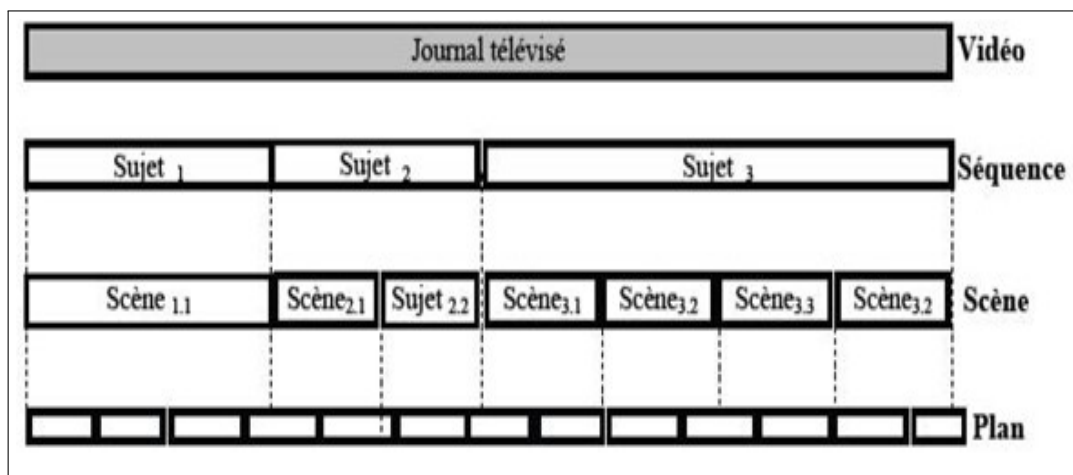 Journal télévisé Vidéo
Sujet 1 Sujet 2 Sujet 3 Séquence
Scène 1.1 Scène2.1 Sujet 2.2 Scène3.1 Scène3.2 Scène3.3 Scène3.2 Scène
Plan